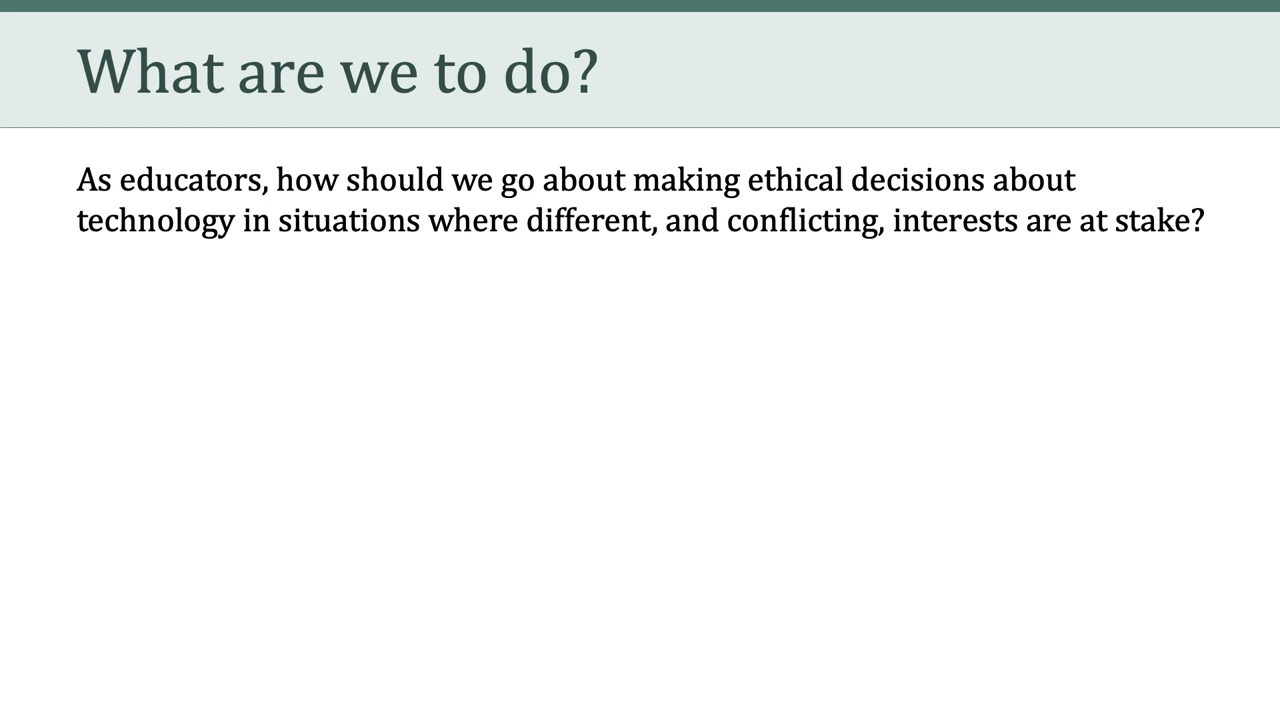 What are we to do?
As educators, how should we go about making ethical decisions about
technology in situations where different, and conflicting, interests are at stake?